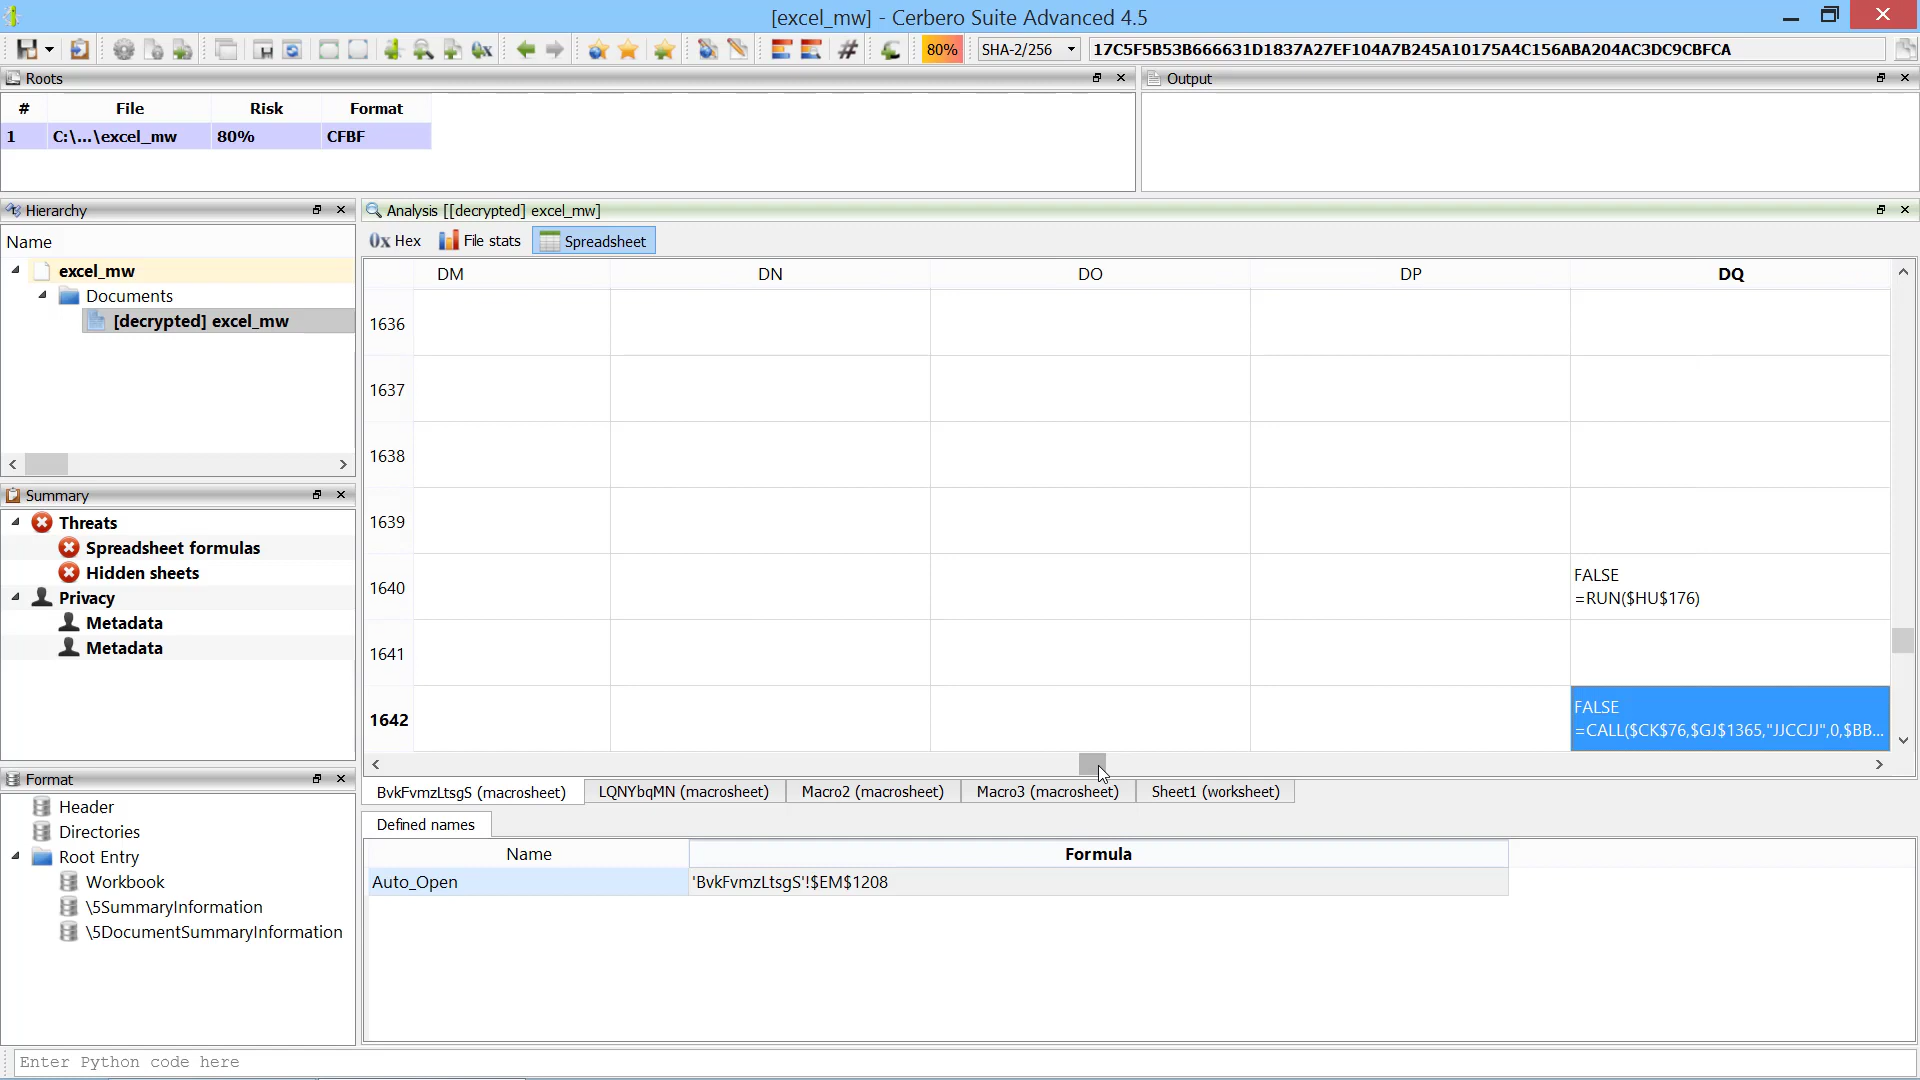 [excel_mw] - Cerbero Suite Advanced 4.5
80% SHA-2/256 17C5F5B53B666631D1837A27EF104A7B245A10175A4C156ABA204AC3DC9CBFCA
Roots
# File Risk Format
1 C:\...\excel_mw 80% CFBF
Output
Hierarchy
Name
excel_mw
Documents
[decrypted] excel_mw
Summary
Threats
Spreadsheet formulas
Hidden sheets
Privacy
Metadata
Metadata
Format
Header
Directories
Root Entry
Workbook
\5SummaryInformation
\5DocumentSummaryInformation
Analysis [[decrypted] excel_mw]
0x Hex File stats Spreadsheet
DM DN DO DP DQ
1636
1637
1638
1639
1640 FALSE
=RUN($HU$176)
1641
1642 FALSE
=CALL($CK$76,$GJ$1365,"JJCCJJ",0,$BB...
BvkFvmzLtsgS (macrosheet) LQNYbqMN (macrosheet) Macro2 (macrosheet) Macro3 (macrosheet) Sheet1 (worksheet)
Defined names
Name Formula
Auto_Open 'BvkFvmzLtsgS'!$EM$1208
Enter Python code here